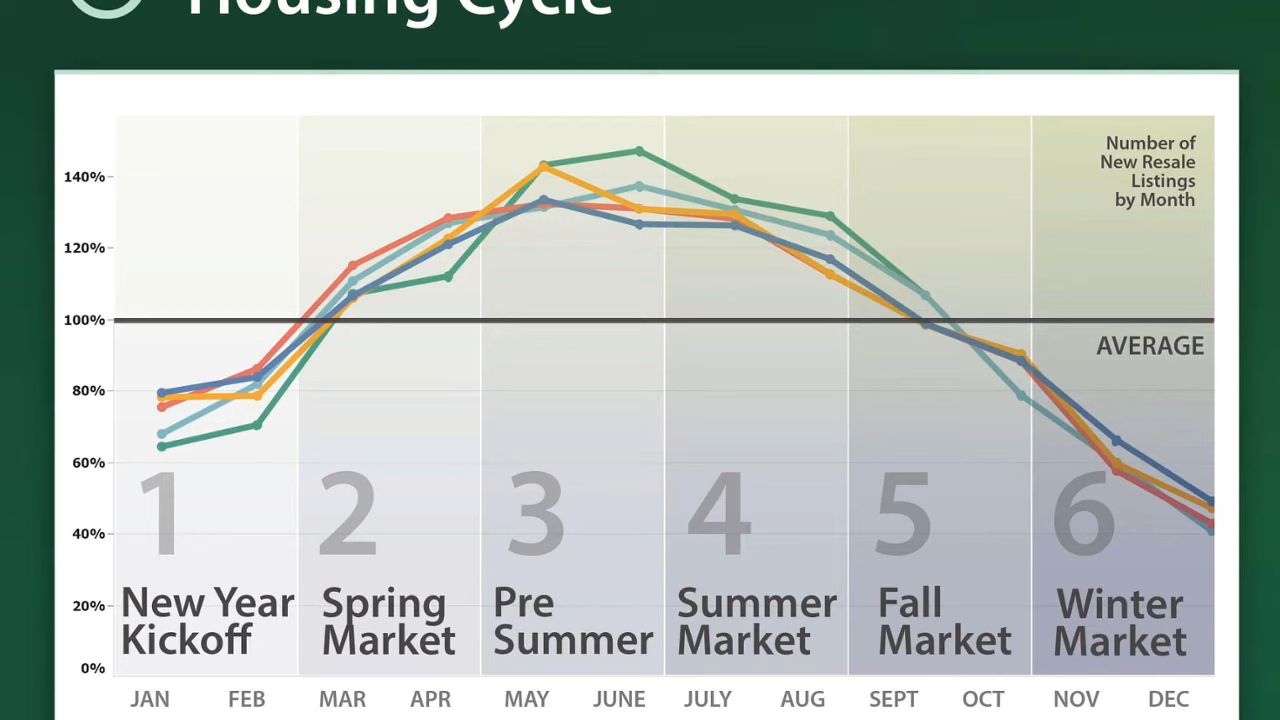 Housing Cycle
Number of
New Resale
Listings
by Month
140%
120%
100%
AVERAGE
80%
60%
40%
20%
0%
1
New Year
Kickoff
2
Spring
Market
3
Pre
Summer
4
Summer
Market
5
Fall
Market
6
Winter
Market
JAN FEB MAR APR MAY JUNE JULY AUG SEPT OCT NOV DEC